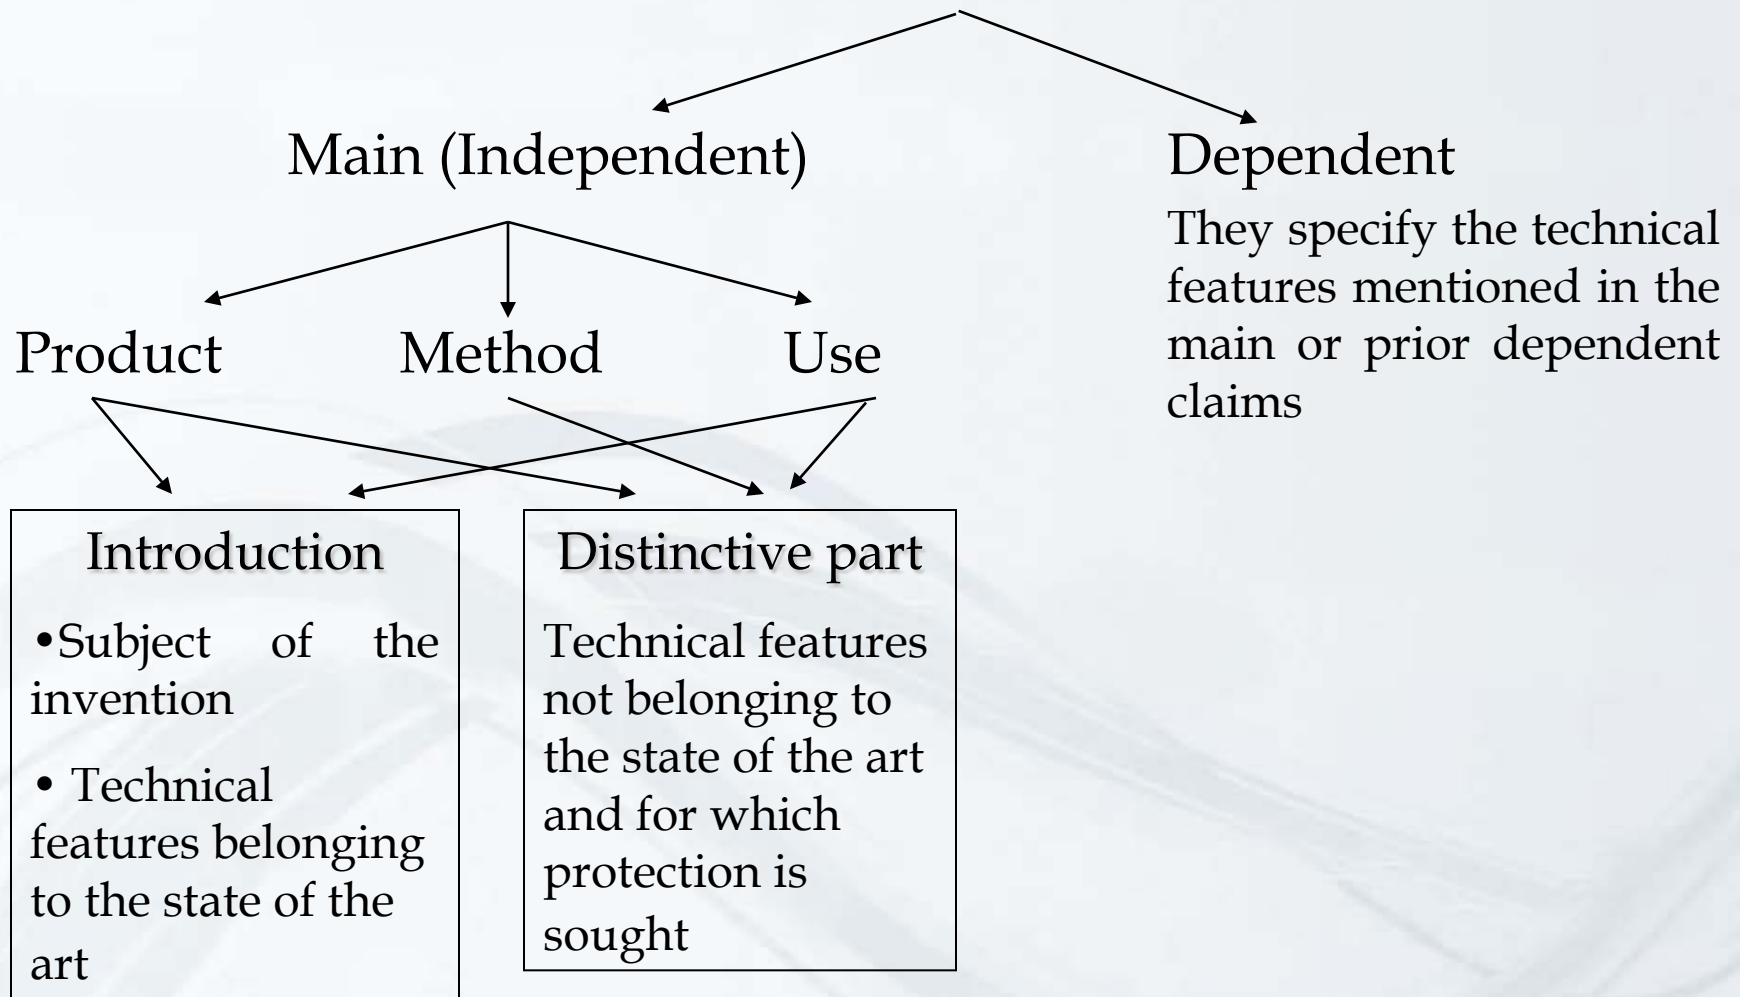 Main (Independent)
Dependent
They specify the technical
features mentioned in the
main or prior dependent
claims
Product
Method
Use
Introduction
•Subject of the
invention
• Technical
features belonging
to the state of the
art
Distinctive part
Technical features
not belonging to
the state of the art
and for which
protection is
sought